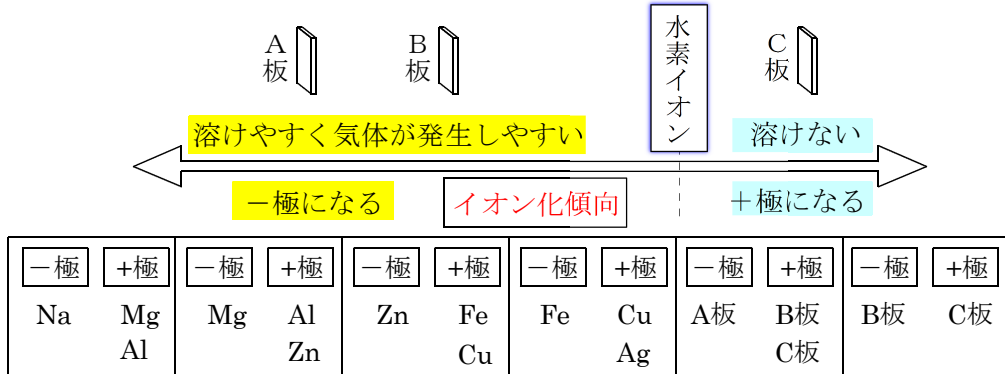 A
板
B
板
水素イオン
C
板
溶けやすく気体が発生しやすい
溶けない
－極になる
イオン化傾向
＋極になる
－極 +極 －極 +極 －極 +極 －極 +極 －極 +極 －極 +極
Na Mg Mg Al Zn Fe Fe Cu A板 B板 B板 C板
Al Zn Cu Ag C板